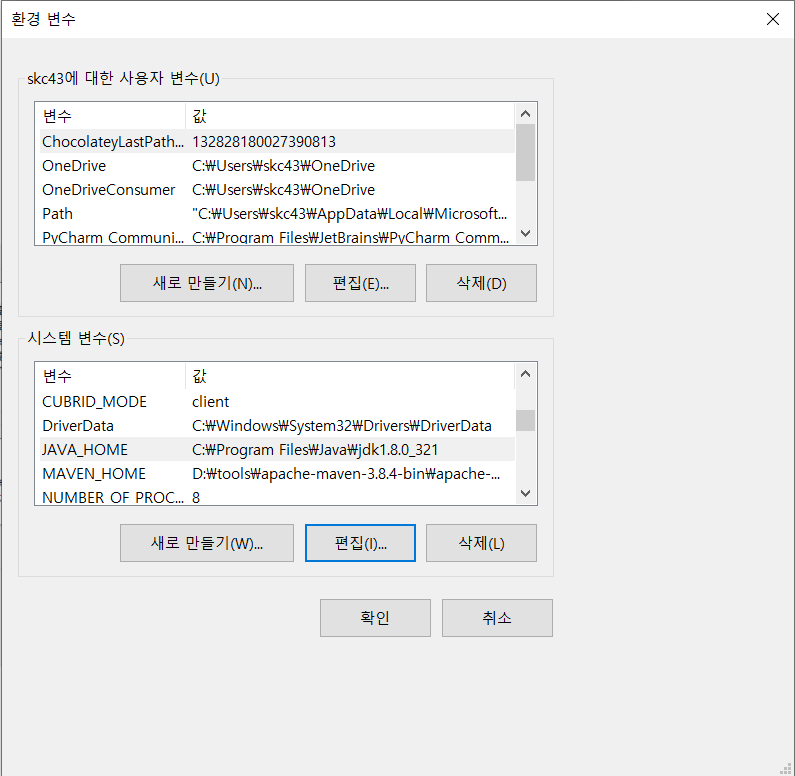 환경 변수
skc43에 대한 사용자 변수(U)
변수 값
ChocolateyLastPath... 132828180027390813
OneDrive C:₩Users₩skc43₩OneDrive
OneDriveConsumer C:₩Users₩skc43₩OneDrive
Path "C:₩Users₩skc43₩AppData₩Local₩Microsoft...
PyCharm Communi... C:₩Program Files₩JetBrains₩PyCharm Comm...
새로 만들기(N)... 편집(E)... 삭제(D)
시스템 변수(S)
변수 값
CUBRID_MODE client
DriverData C:₩Windows₩System32₩Drivers₩DriverData
JAVA_HOME C:₩Program Files₩Java₩jdk1.8.0_321
MAVEN_HOME D:₩tools₩apache-maven-3.8.4-bin₩apache-...
NUMBER_OF_PROC... 8
새로 만들기(W)... 편집(I)... 삭제(L)
확인 취소